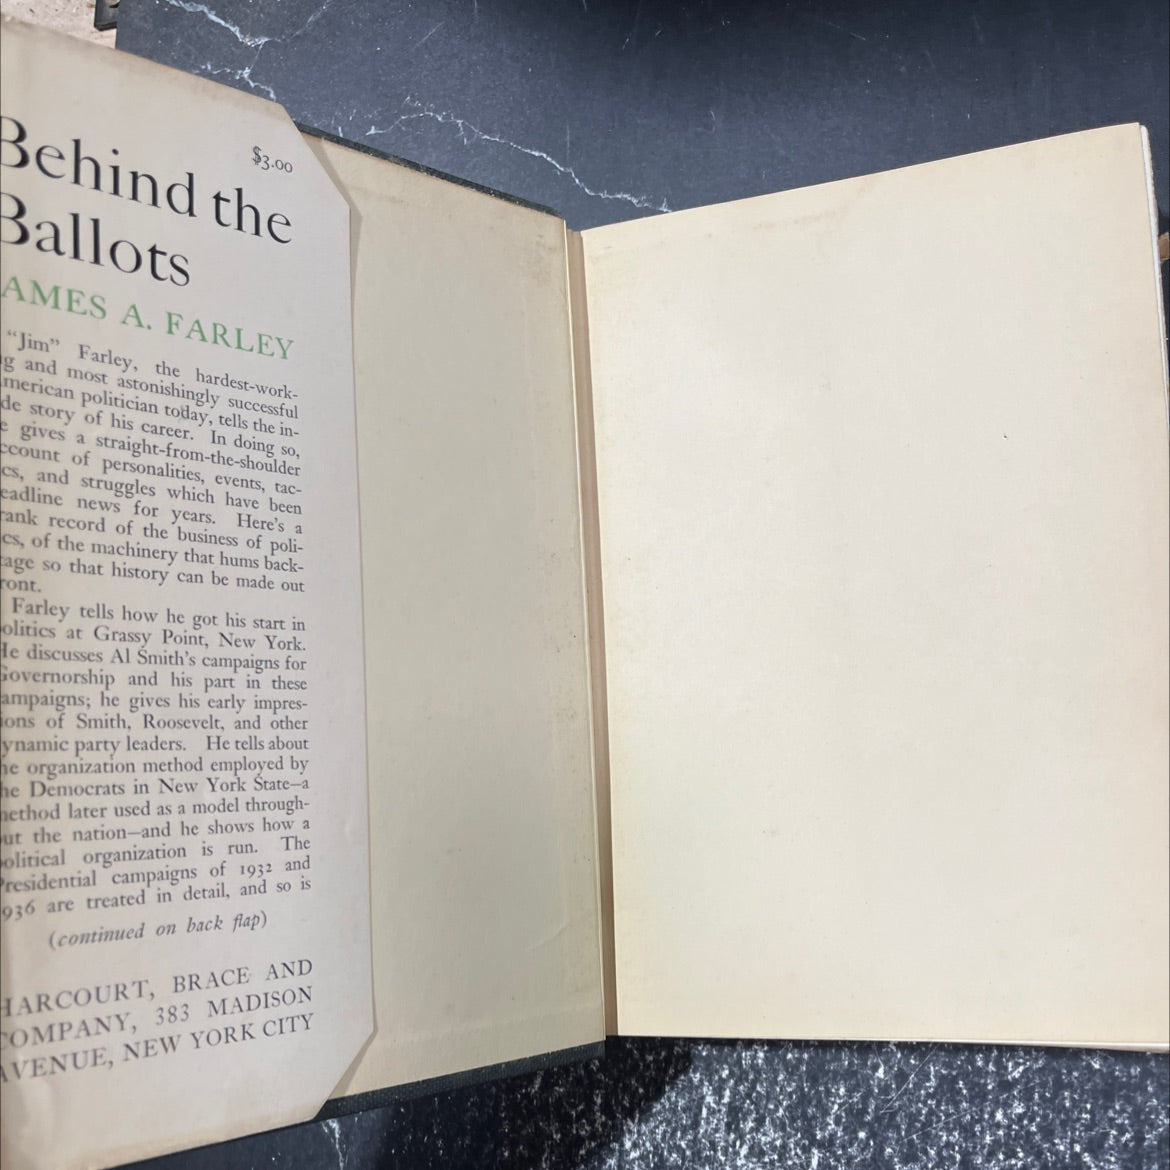 Behind the
$3.00
Ballots
AMES A. FARLEY
"Jim" Farley, the hardest-work-
g and most astonishingly successful
merican politician today, tells the in-
de story of his career. In doing so,
e gives a straight-from-the-shoulder
ccount of personalities, events, tac-
cs, and struggles which have been
eadline news for years. Here's a
rank record of the business of poli-
cs, of the machinery that hums back-
tage so that history can be made out
ront.
Farley tells how he got his start in
olitics at Grassy Point, New York.
He discusses Al Smith's campaigns for
Governorship and his part in these
ampaigns; he gives his early impres-
ions of Smith, Roosevelt, and other
ynamic party leaders. He tells about
he organization method employed by
he Democrats in New York State—a
method later used as a model through-
ut the nation—and he shows how a
olitical organization is run. The
Presidential campaigns of 1932 and
936 are treated in detail, and so is
(continued on back flap)
HARCOURT, BRACE AND
COMPANY, 383 MADISON
AVENUE, NEW YORK CITY